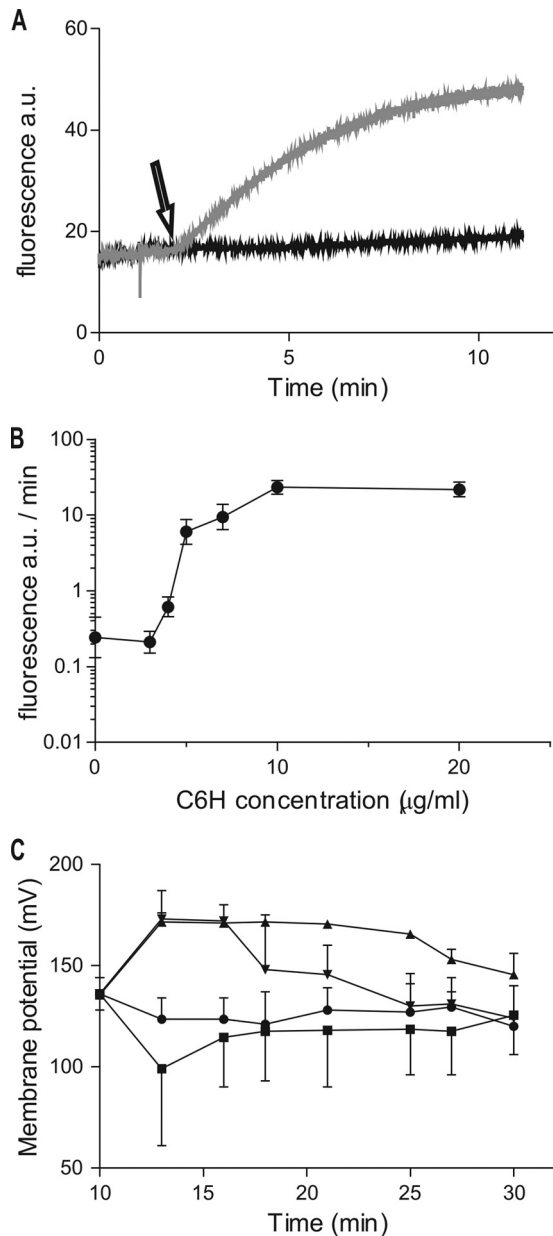 A
60
40
20
0
fluorescence a.u.
0 5 10
Time (min)
B
100
10
1
0.1
0.01
fluorescence a.u. / min
0 10 20
C6H concentration (µg/ml)
C
200
150
100
50
Membrane potential (mV)
10 15 20 25 30
Time (min)